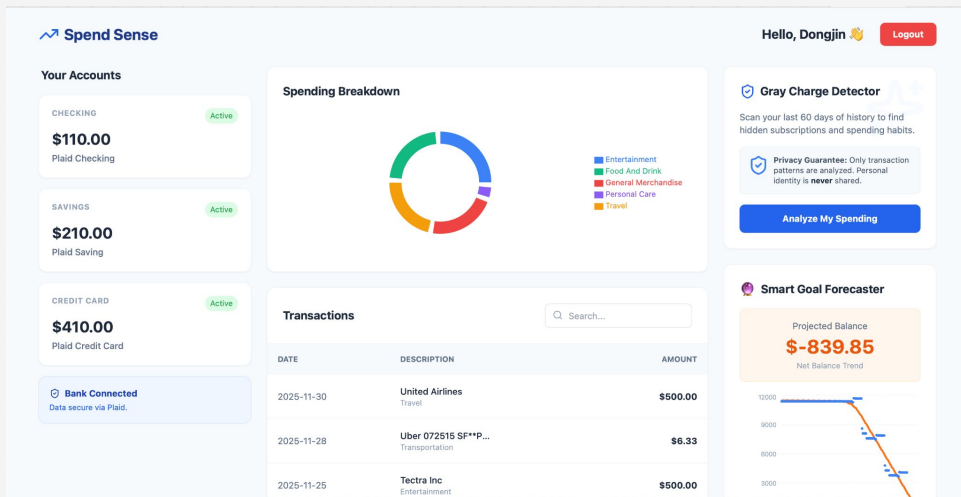 Spend Sense
Hello, Dongjin 👋
Logout
Your Accounts
CHECKING
Active
$110.00
Plaid Checking
SAVINGS
Active
$210.00
Plaid Saving
CREDIT CARD
Active
$410.00
Plaid Credit Card
Bank Connected
Data secure via Plaid.
Spending Breakdown
Entertainment
Food And Drink
General Merchandise
Personal Care
Travel
Transactions
Search...
DATE DESCRIPTION AMOUNT
2025-11-30 United Airlines $500.00
Travel
2025-11-28 Uber 072515 SF**P... $6.33
Transportation
2025-11-25 Tectra Inc $500.00
Entertainment
Gray Charge Detector
Scan your last 60 days of history to find
hidden subscriptions and spending habits.
Privacy Guarantee: Only transaction
patterns are analyzed. Personal
identity is never shared.
Analyze My Spending
🔮 Smart Goal Forecaster
Projected Balance
$-839.85
Net Balance Trend
12000
9000
6000
3000